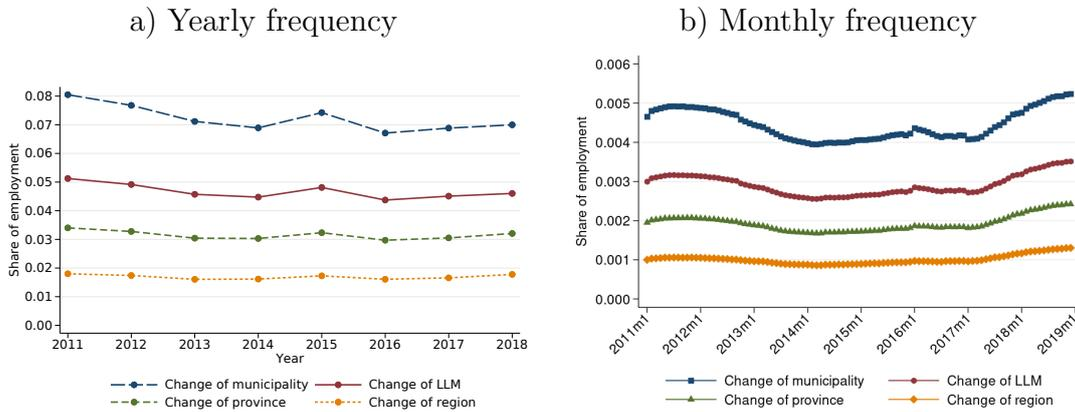 a) Yearly frequency
Share of employment
0.08
0.07
0.06
0.05
0.04
0.03
0.02
0.01
0.00
2011 2012 2013 2014 2015 2016 2017 2018
Year
Change of municipality Change of LLM
Change of province Change of region
b) Monthly frequency
Share of employment
0.006
0.005
0.004
0.003
0.002
0.001
0.000
2011m1 2012m1 2013m1 2014m1 2015m1 2016m1 2017m1 2018m1 2019m1
Change of municipality Change of LLM
Change of province Change of region